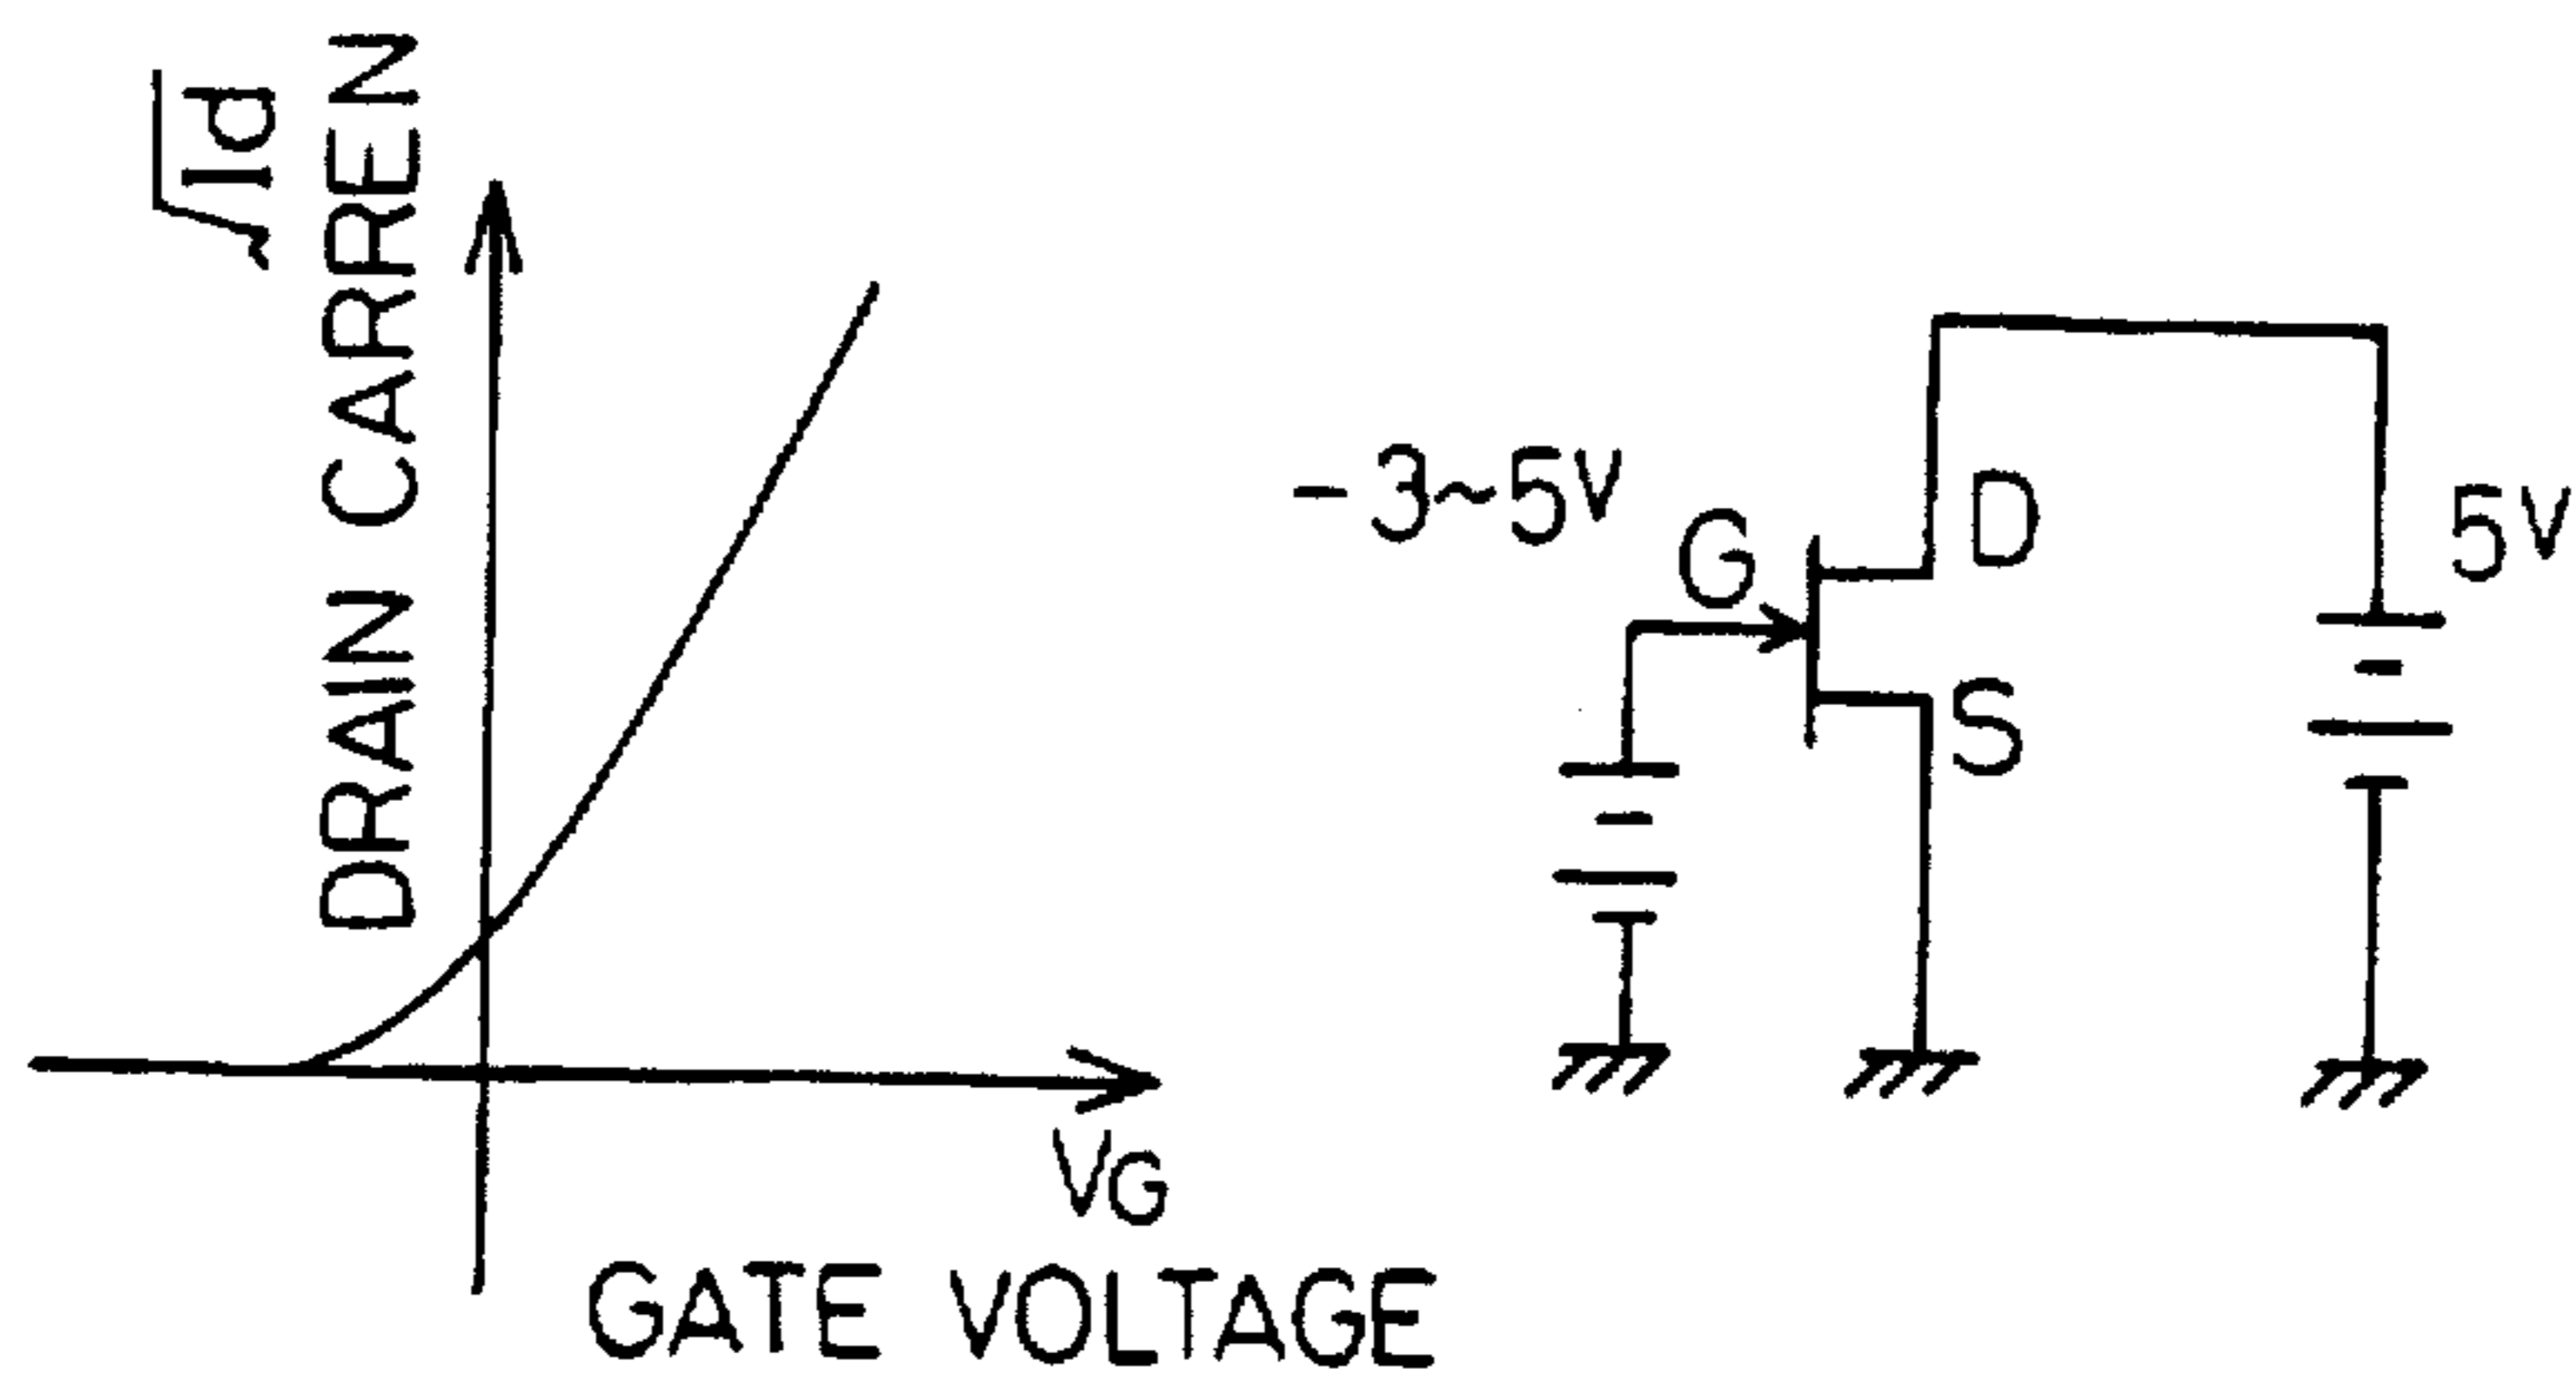 √Id
DRAIN CARREN
VG
GATE VOLTAGE
-3~5V
G
D
S
5V